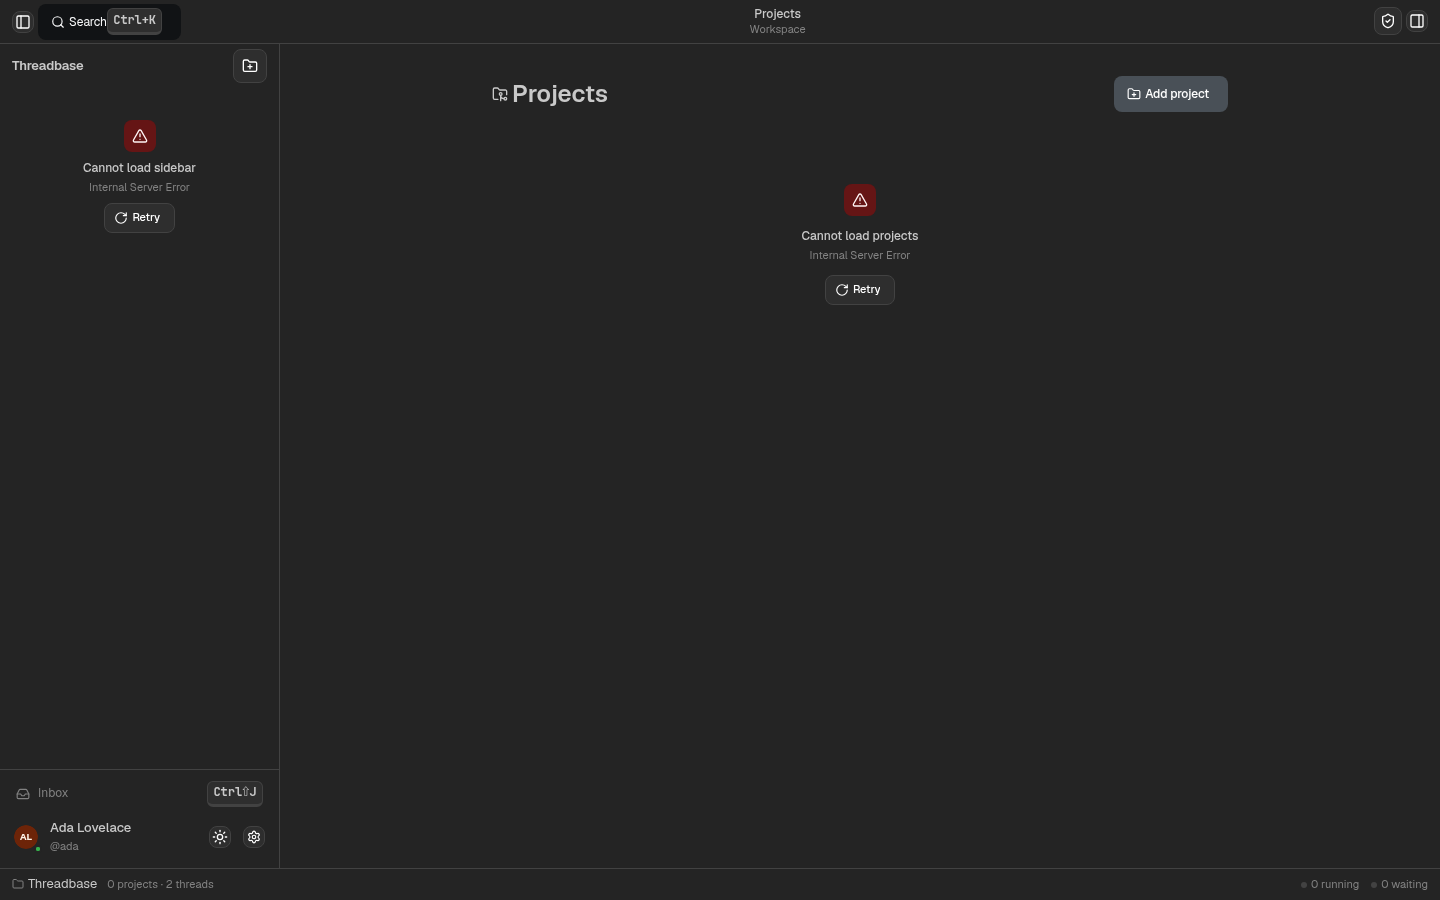 Search Ctrl+K
Projects
Workspace
Threadbase
Cannot load sidebar
Internal Server Error
Retry
Projects
Add project
Cannot load projects
Internal Server Error
Retry
Inbox Ctrl⇧J
AL
Ada Lovelace
@ada
Threadbase 0 projects · 2 threads
0 running 0 waiting